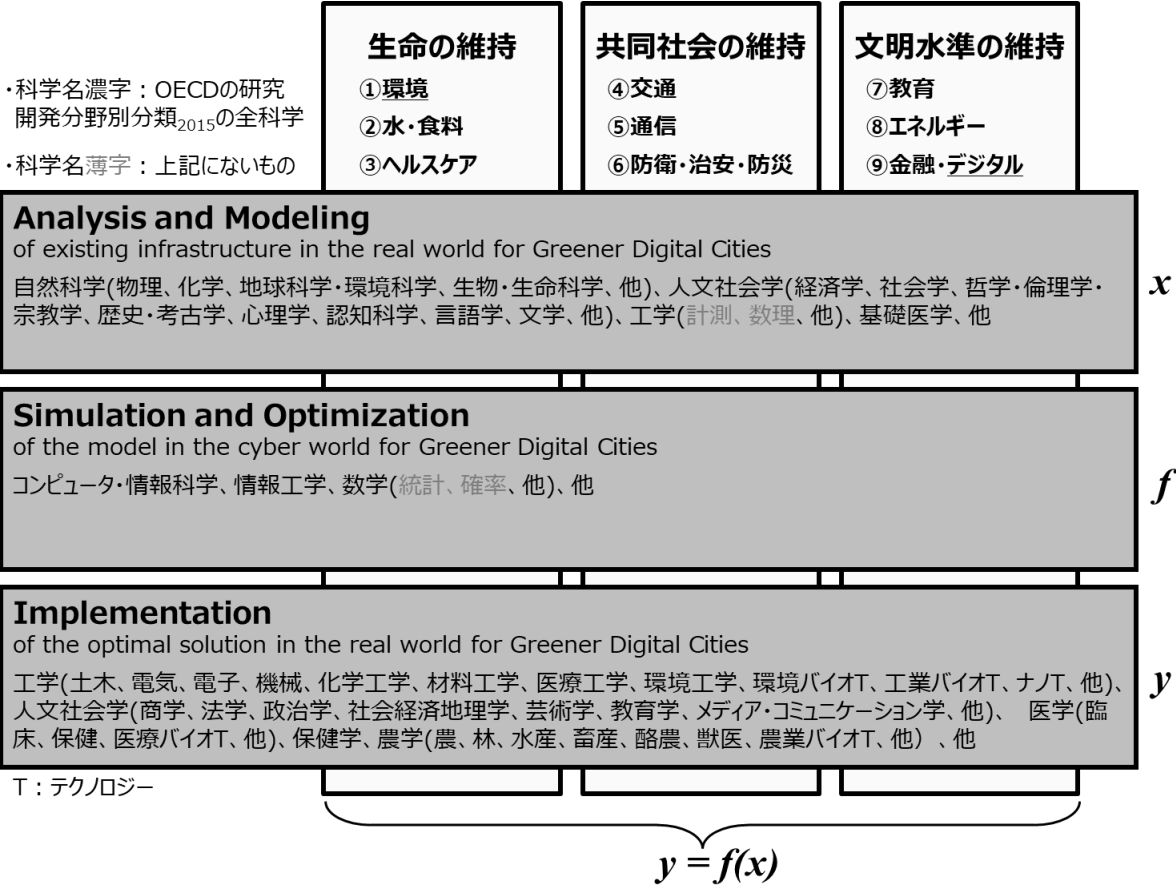 生命の維持
①環境
②水・食料
③ヘルスケア
共同社会の維持
④交通
⑤通信
⑥防衛・治安・防災
文明水準の維持
⑦教育
⑧エネルギー
⑨金融・デジタル
・科学名濃字：OECDの研究
開発分野別分類2015の全科学
・科学名薄字：上記にないもの
Analysis and Modeling
of existing infrastructure in the real world for Greener Digital Cities
自然科学(物理、化学、地球科学・環境科学、生物・生命科学、他)、人文社会学(経済学、社会学、哲学・倫理学・
宗教学、歴史・考古学、心理学、認知科学、言語学、文学、他)、工学(計測、数理、他)、基礎医学、他
x
Simulation and Optimization
of the model in the cyber world for Greener Digital Cities
コンピュータ・情報科学、情報工学、数学(統計、確率、他)、他
f
Implementation
of the optimal solution in the real world for Greener Digital Cities
工学(土木、電気、電子、機械、化学工学、材料工学、医療工学、環境工学、環境バイオT、工業バイオT、ナノT、他)、
人文社会学(商学、法学、政治学、社会経済地理学、芸術学、教育学、メディア・コミュニケーション学、他)、 医学(臨
床、保健、医療バイオT、他)、保健学、農学(農、林、水産、畜産、酪農、獣医、農業バイオT、他）、他
y
T：テクノロジー
y = f(x)